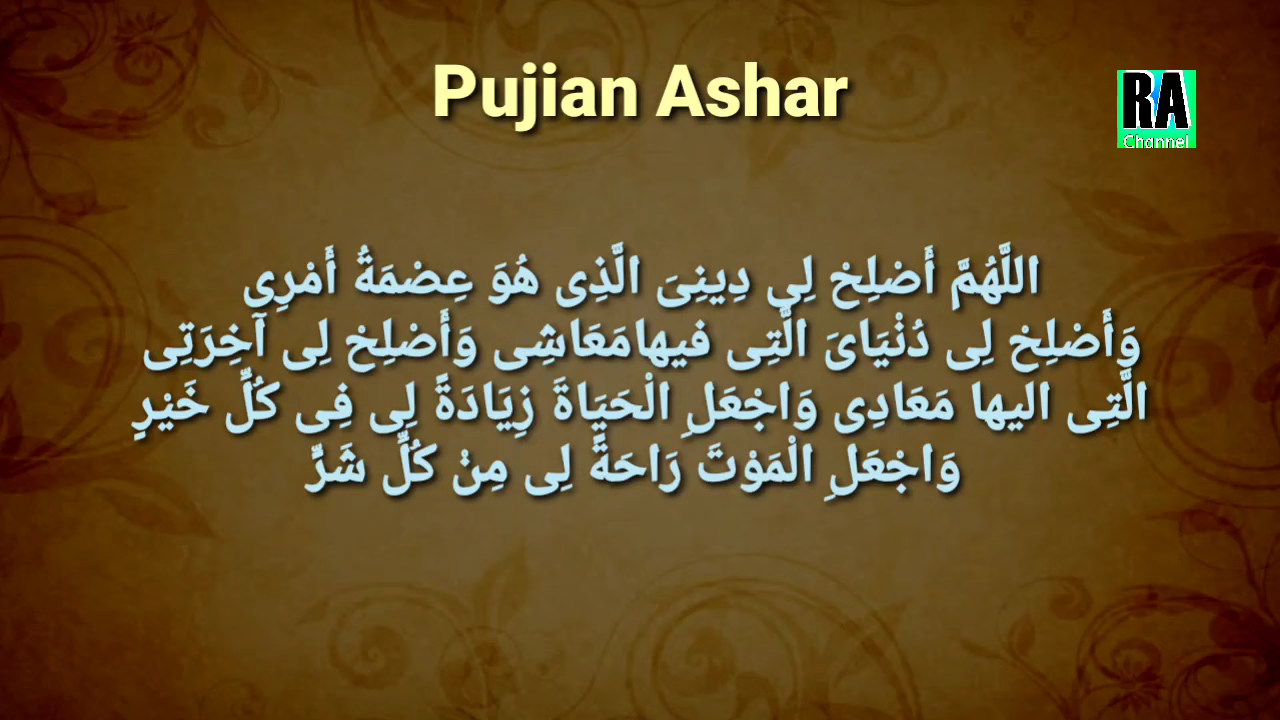 Pujian Ashar
RA
Channel
اللَّهُمَّ أَصْلِحْ لِى دِينِىَ الَّذِى هُوَ عِصْمَةُ أَمْرِى
وَأَصْلِحْ لِى دُنْيَاىَ الَّتِى فيهامَعَاشِى وَأَصْلِحْ لِى آخِرَتِى
الَّتِى اليها مَعَادِى وَاجْعَلِ الْحَيَاةَ زِيَادَةً لِى فِى كُلِّ خَيْرٍ
وَاجْعَلِ الْمَوْتَ رَاحَةً لِى مِنْ كُلِّ شَرٍّ